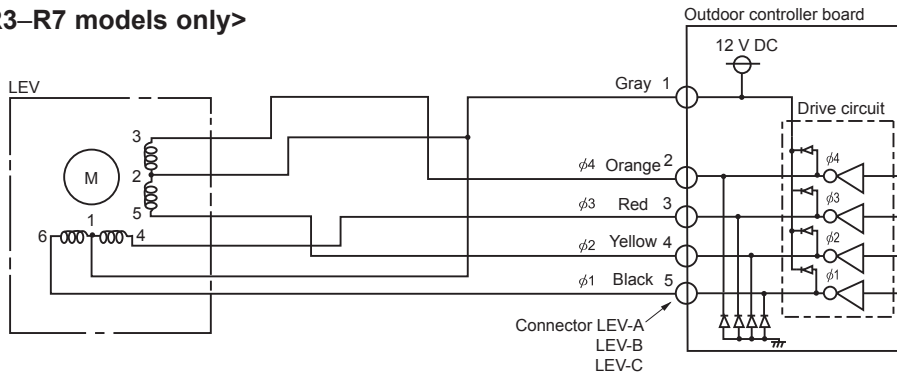 R3–R7 models only>
Outdoor controller board
12 V DC
LEV
Gray 1
Drive circuit
3
M
2
ϕ4 Orange 2
ϕ4
5
ϕ3 Red 3
ϕ3
1
6
4
ϕ2 Yellow 4
ϕ2
ϕ1 Black 5
ϕ1
Connector LEV-A
LEV-B
LEV-C